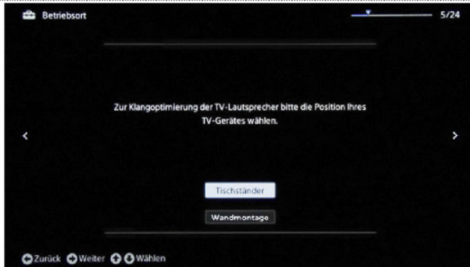 Betriebsort
5/24
Zur Klangoptimierung der TV-Lautsprecher bitte die Position Ihres
TV-Gerätes wählen.
Tischständer
Wandmontage
Zurück Weiter Wählen